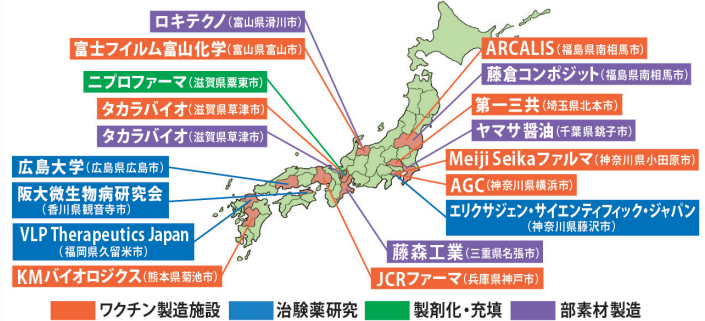 ロキテクノ(富山県滑川市)
富士フイルム富山化学(富山県富山市)
ニプロファーマ(滋賀県栗東市)
タカラバイオ(滋賀県草津市)
タカラバイオ(滋賀県草津市)
広島大学(広島県広島市)
阪大微生物病研究会
(香川県観音寺市)
VLP Therapeutics Japan
(福岡県久留米市)
KMバイオロジクス(熊本県菊池市)
ARCALIS(福島県南相馬市)
藤倉コンポジット(福島県南相馬市)
第一三共(埼玉県北本市)
ヤマサ醤油(千葉県銚子市)
Meiji Seikaファルマ(神奈川県小田原市)
AGC(神奈川県横浜市)
エリクサジェン・サイエンティフィック・ジャパン
(神奈川県藤沢市)
藤森工業(三重県名張市)
JCRファーマ(兵庫県神戸市)
ワクチン製造施設 治験薬研究 製剤化・充填 部素材製造